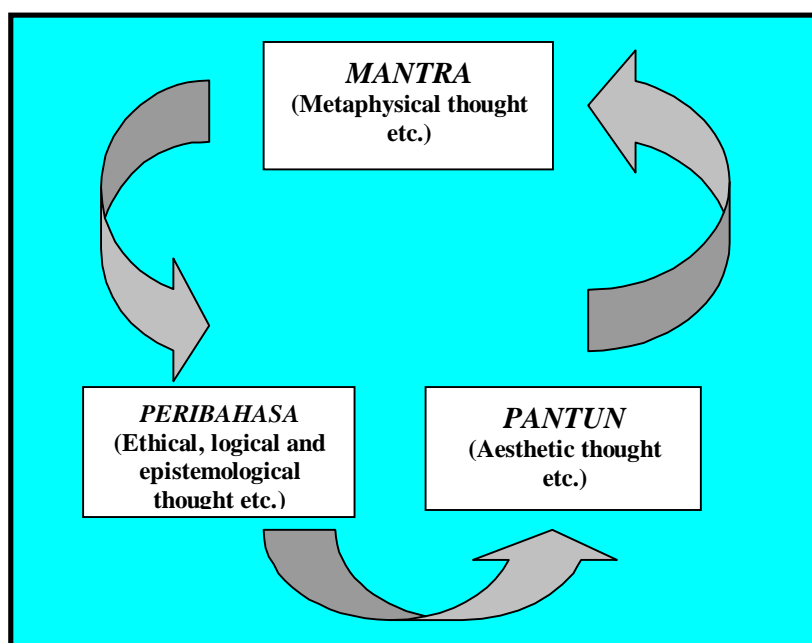 MANTRA
(Metaphysical thought
etc.)
PERIBAHASA
(Ethical, logical and
epistemological
thought etc.)
PANTUN
(Aesthetic thought
etc.)